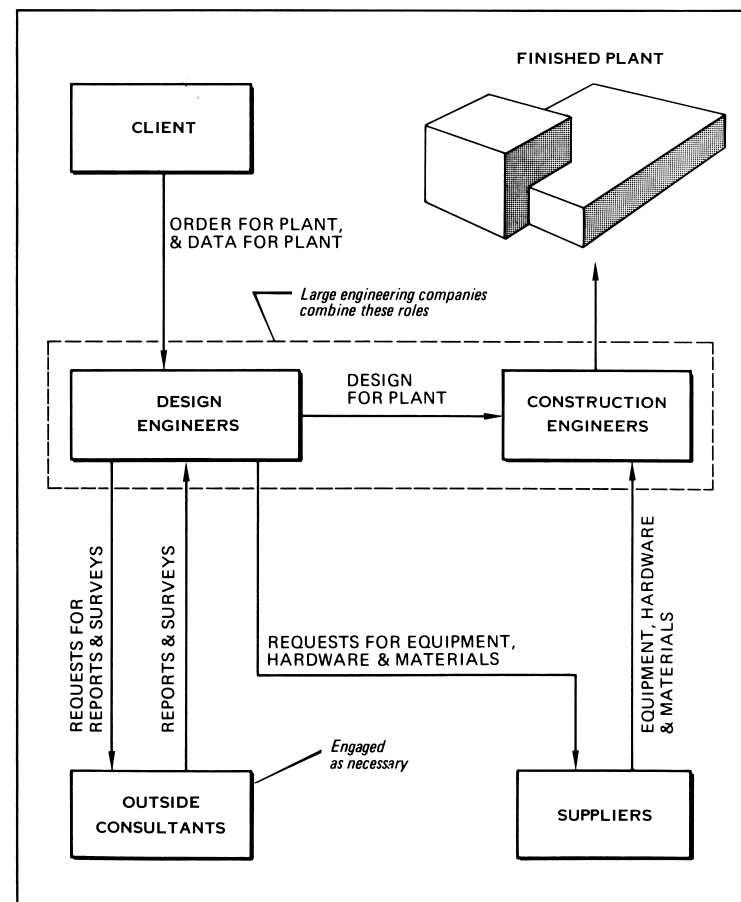 FINISHED PLANT
CLIENT
ORDER FOR PLANT,
& DATA FOR PLANT
Large engineering companies
combine these roles
DESIGN
ENGINEERS
DESIGN
FOR PLANT
CONSTRUCTION
ENGINEERS
REQUESTS FOR
REPORTS & SURVEYS
REPORTS & SURVEYS
REQUESTS FOR EQUIPMENT,
HARDWARE & MATERIALS
EQUIPMENT, HARDWARE
& MATERIALS
Engaged
as necessary
OUTSIDE
CONSULTANTS
SUPPLIERS